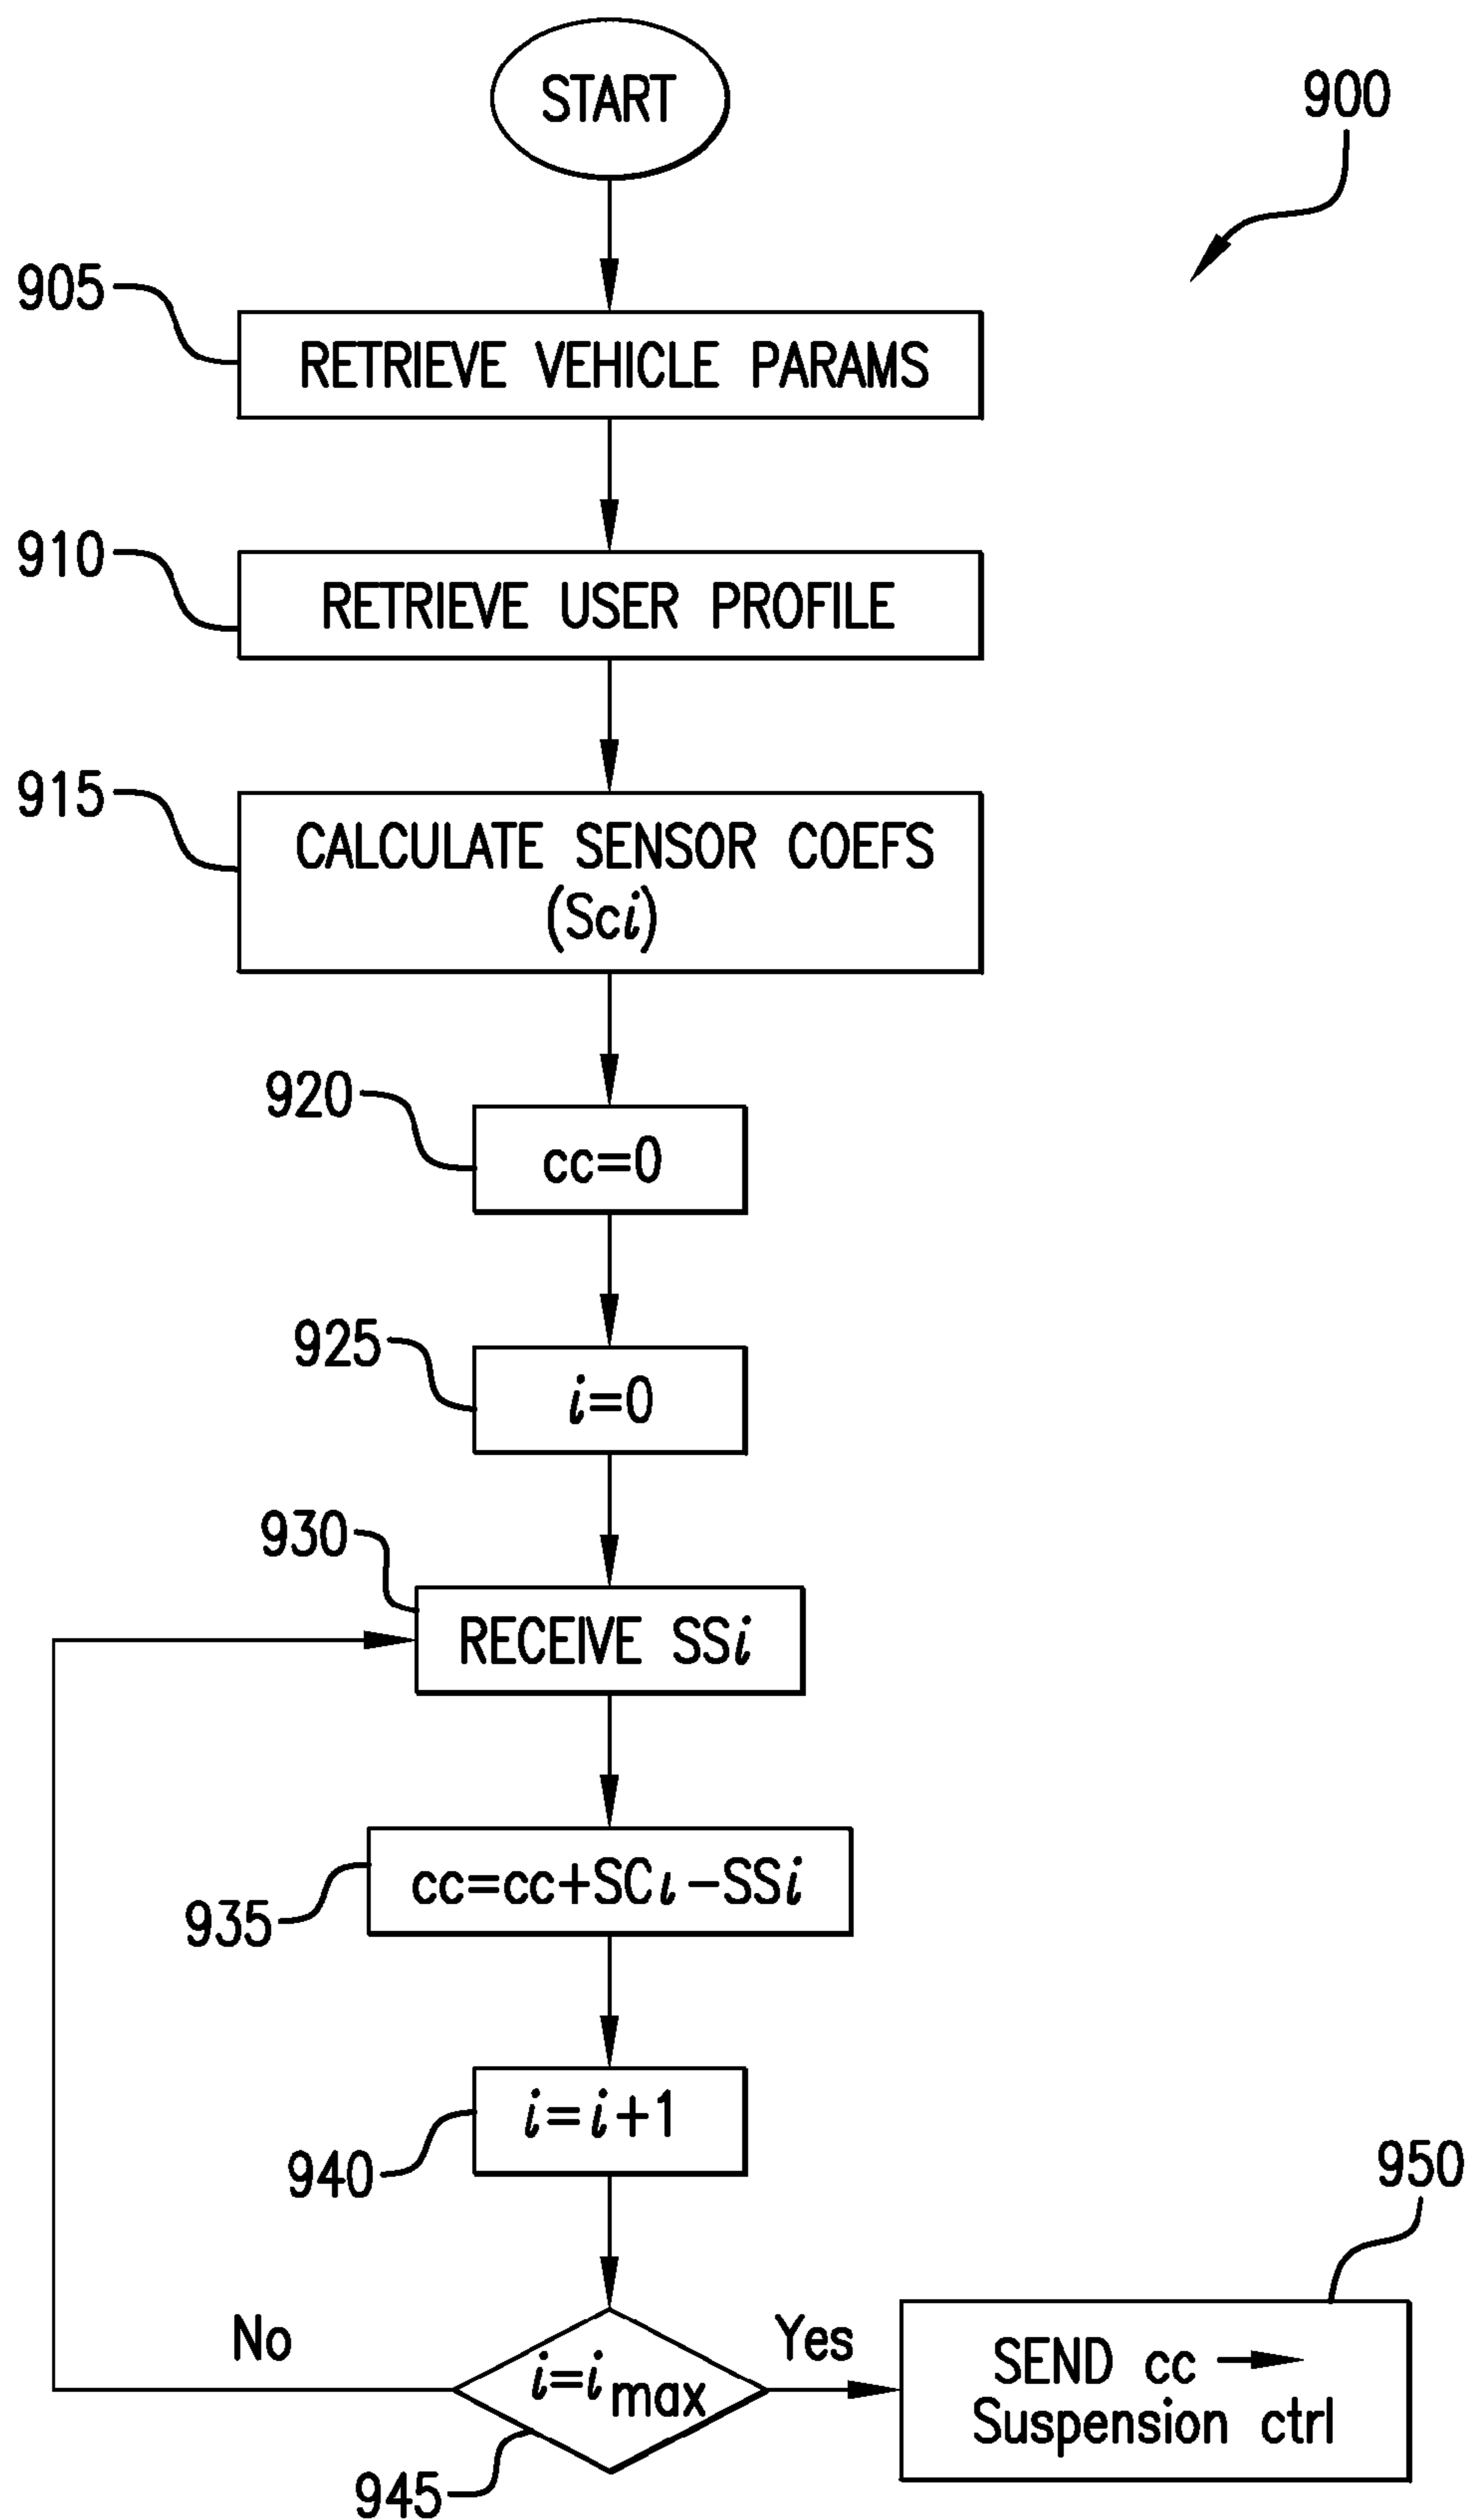 START
900
905
RETRIEVE VEHICLE PARAMS
910
RETRIEVE USER PROFILE
915
CALCULATE SENSOR COEFS
(Sci)
920
cc=0
925
i=0
930
RECEIVE SSi
935
cc=cc+SCi-SSi
940
i=i+1
950
No
i=imax
Yes
SEND cc →
Suspension ctrl
945